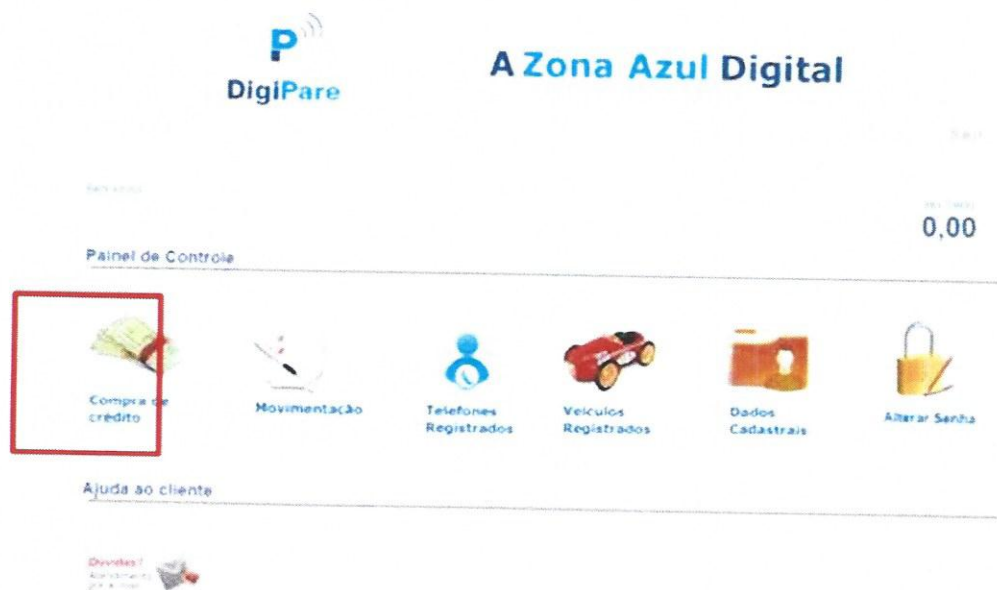 P
DigiPare
A Zona Azul Digital
0,00
Painel de Controle
Compra de
crédito
Movimentação
Telefones
Registrados
Veículos
Registrados
Dados
Cadastrais
Alterar Senha
Ajuda ao cliente
Dúvidas?
Atendimento